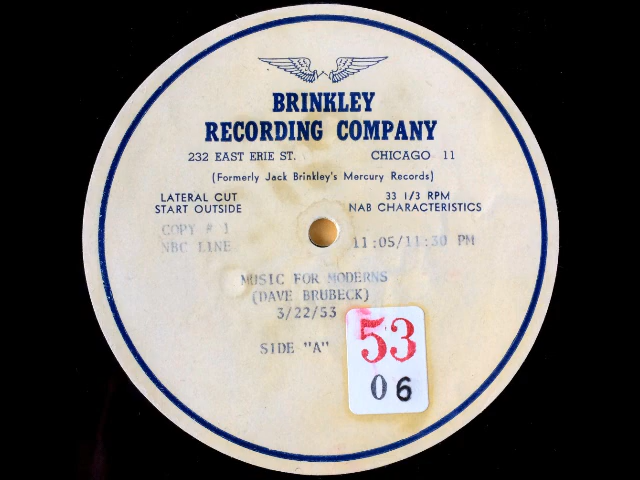 BRINKLEY
RECORDING COMPANY
232 EAST ERIE ST. CHICAGO 11
(Formerly Jack Brinkley's Mercury Records)
LATERAL CUT 33 1/3 RPM
START OUTSIDE NAB CHARACTERISTICS
COPY # 1
NBC LINE 11:05/11:30 PM
MUSIC FOR MODERNS
(DAVE BRUBECK)
3/22/53
SIDE "A"
53
06